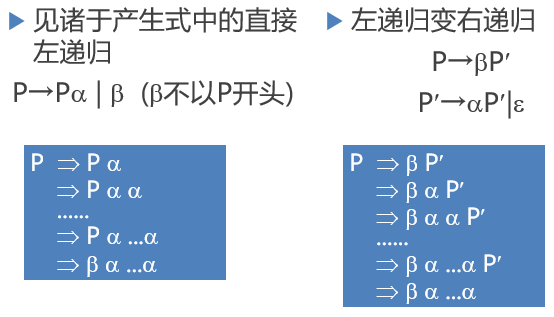 见诸于产生式中的直接
左递归
P→Pα | β (β不以P开头)
P ⇒ P α
⇒ P α α
……
⇒ P α …α
⇒ β α …α
左递归变右递归
P→βP′
P′→αP′|ε
P ⇒ β P′
⇒ β α P′
⇒ β α α P′
……
⇒ β α …α P′
⇒ β α …α